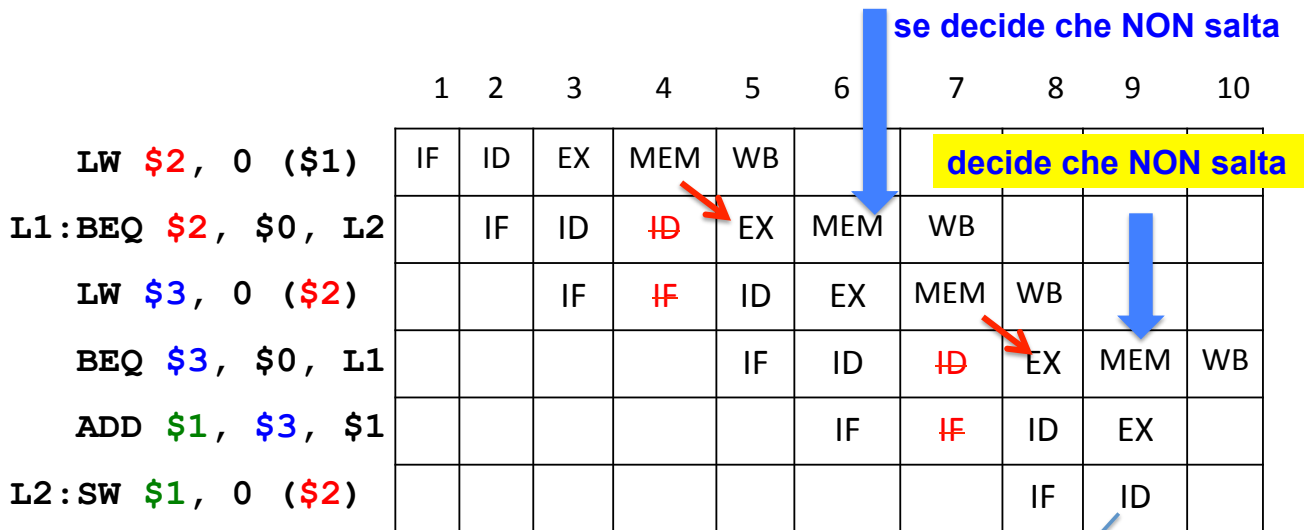 se decide che NON salta
1 2 3 4 5 6 7 8 9 10
LW $2, 0 ($1) IF ID EX MEM WB
decide che NON salta
L1:BEQ $2, $0, L2 IF ID ID EX MEM WB
LW $3, 0 ($2) IF IF ID EX MEM WB
BEQ $3, $0, L1 IF ID ID EX MEM WB
ADD $1, $3, $1 IF IF ID EX
L2:SW $1, 0 ($2) IF ID